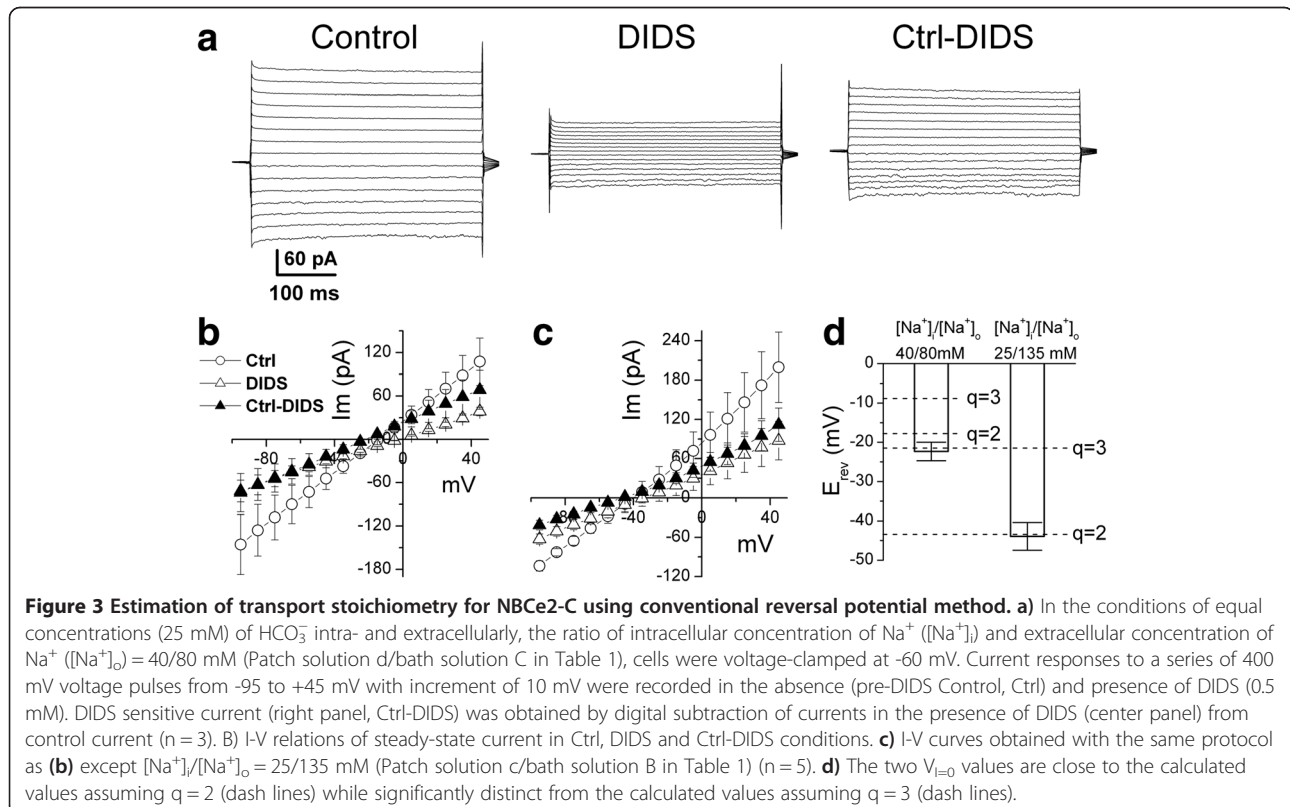 a
Control DIDS Ctrl-DIDS
60 pA
100 ms
b
Ctrl
DIDS
Ctrl-DIDS
Im (pA)
120
60
0
-60
-120
-180
-80 -40 0 40
mV
c
Im (pA)
240
180
120
60
0
-60
-120
-80 -40 0 40
mV
d
[Na⁺]ᵢ/[Na⁺]ₒ [Na⁺]ᵢ/[Na⁺]ₒ
40/80mM 25/135 mM
E_rev (mV)
0
-10
-20
-30
-40
-50
q=3
q=2
q=3
q=2
Figure 3 Estimation of transport stoichiometry for NBCe2-C using conventional reversal potential method. a) In the conditions of equal
concentrations (25 mM) of HCO₃⁻ intra- and extracellularly, the ratio of intracellular concentration of Na⁺ ([Na⁺]ᵢ) and extracellular concentration of
Na⁺ ([Na⁺]ₒ) = 40/80 mM (Patch solution d/bath solution C in Table 1), cells were voltage-clamped at -60 mV. Current responses to a series of 400
mV voltage pulses from -95 to +45 mV with increment of 10 mV were recorded in the absence (pre-DIDS Control, Ctrl) and presence of DIDS (0.5
mM). DIDS sensitive current (right panel, Ctrl-DIDS) was obtained by digital subtraction of currents in the presence of DIDS (center panel) from
control current (n = 3). B) I-V relations of steady-state current in Ctrl, DIDS and Ctrl-DIDS conditions. c) I-V curves obtained with the same protocol
as (b) except [Na⁺]ᵢ/[Na⁺]ₒ = 25/135 mM (Patch solution c/bath solution B in Table 1) (n = 5). d) The two V_I=0 values are close to the calculated
values assuming q = 2 (dash lines) while significantly distinct from the calculated values assuming q = 3 (dash lines).